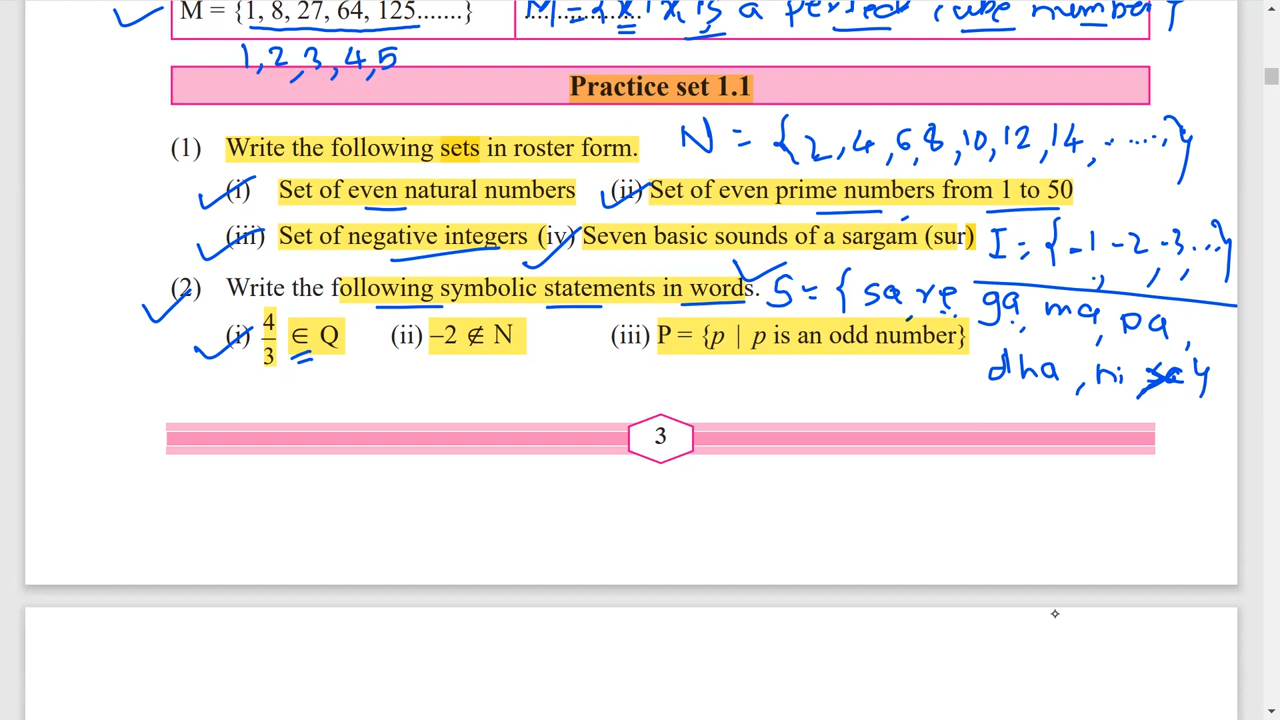 M = {1, 8, 27, 64, 125.......} .................... M = {x | x is a perfect cube number}
1, 2, 3, 4, 5
Practice set 1.1
(1) Write the following sets in roster form. N = {2, 4, 6, 8, 10, 12, 14, ......}
(i) Set of even natural numbers (ii) Set of even prime numbers from 1 to 50
(iii) Set of negative integers (iv) Seven basic sounds of a sargam (sur) I = {-1, -2, -3, ...}
(2) Write the following symbolic statements in words. S = {sa, re, ga, ma, pa,
(i) 4/3 ∈ Q (ii) –2 ∉ N (iii) P = {p | p is an odd number}
dha, ni }
3